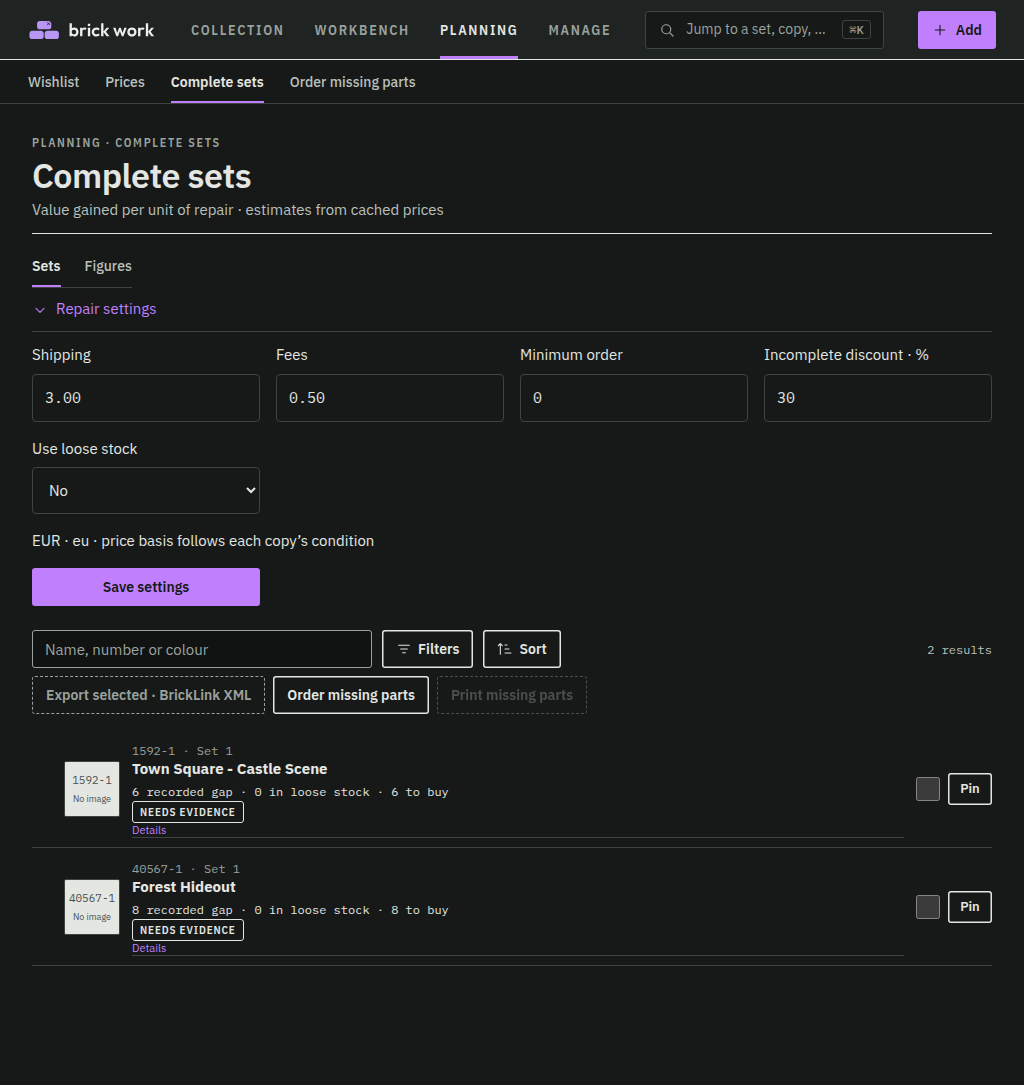 brick work
COLLECTION WORKBENCH PLANNING MANAGE
Jump to a set, copy, ... ⌘K
+ Add
Wishlist Prices Complete sets Order missing parts
PLANNING · COMPLETE SETS
Complete sets
Value gained per unit of repair · estimates from cached prices
Sets Figures
Repair settings
Shipping Fees Minimum order Incomplete discount · %
3.00 0.50 0 30
Use loose stock
No
EUR · eu · price basis follows each copy’s condition
Save settings
Name, number or colour Filters Sort 2 results
Export selected · BrickLink XML Order missing parts Print missing parts
1592-1 · Set 1
1592-1
No image
Town Square - Castle Scene
6 recorded gap · 0 in loose stock · 6 to buy
NEEDS EVIDENCE
Details
Pin
40567-1 · Set 1
40567-1
No image
Forest Hideout
8 recorded gap · 0 in loose stock · 8 to buy
NEEDS EVIDENCE
Details
Pin